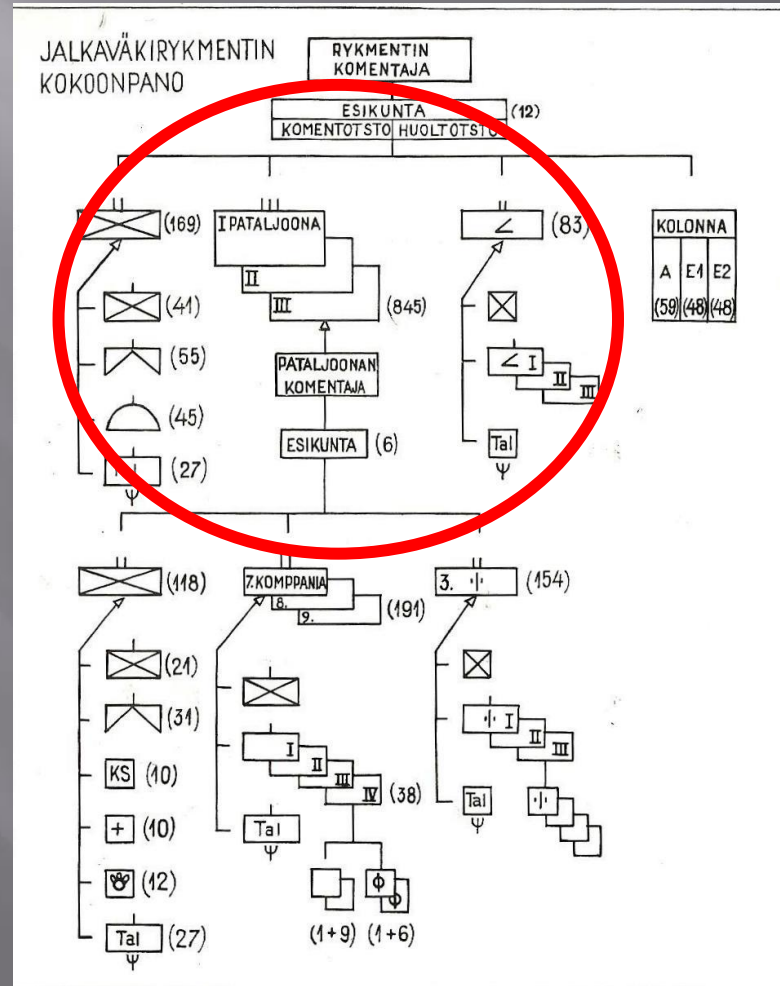 JALKAVÄKIRYKMENTIN
KOKOONPANO
RYKMENTIN
KOMENTAJA
ESIKUNTA (12)
KOMENTOTSTO HUOLTOTSTO
(169)
I PATALJOONA
II
III
(845)
(83)
KOLONNA
A E1 E2
(59) (48) (48)
(41)
(55)
(45)
(27)
PATALJOONAN
KOMENTAJA
ESIKUNTA (6)
I
II
III
Tal
(118)
7. KOMPPANIA
8.
9.
(191)
3. (154)
(21)
(31)
KS (10)
+ (10)
(12)
Tal (27)
I
II
III
IV (38)
Tal
(1+9) (1+6)
I
II
III
Tal